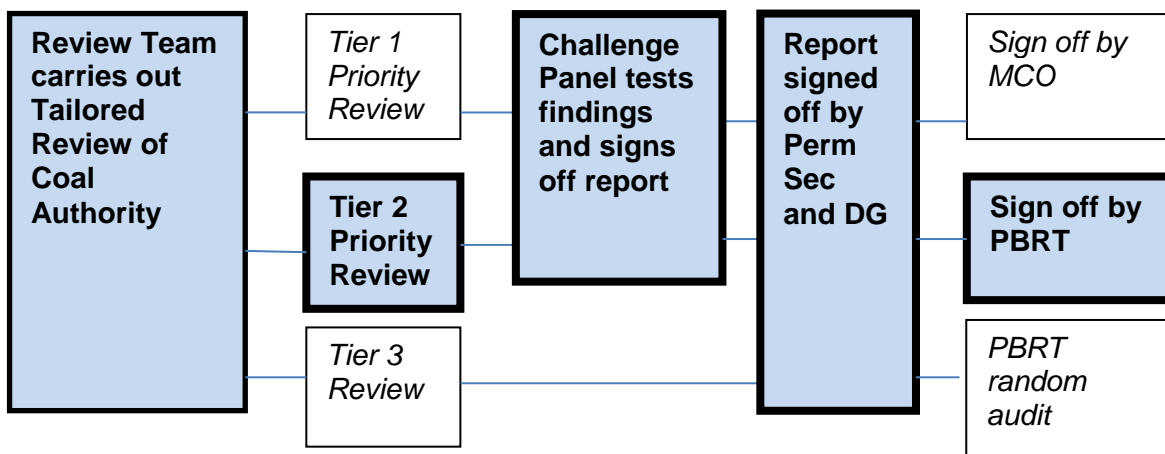 Review Team
carries out
Tailored
Review of
Coal
Authority
Tier 1
Priority
Review
Tier 2
Priority
Review
Tier 3
Review
Challenge
Panel tests
findings
and signs
off report
Report
signed
off by
Perm
Sec
and DG
Sign off by
MCO
Sign off by
PBRT
PBRT
random
audit